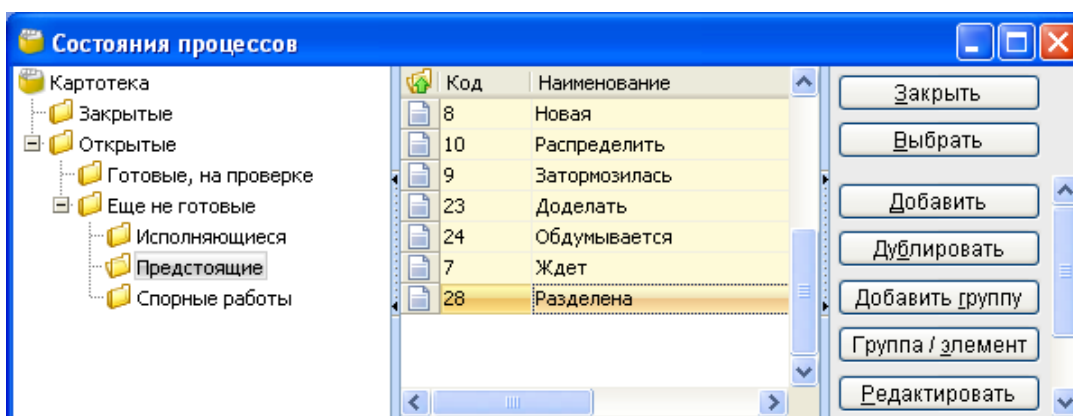 Состояния процессов
Картотека
Закрытые
Открытые
Готовые, на проверке
Еще не готовые
Исполняющиеся
Предстоящие
Спорные работы
Код Наименование
8 Новая
10 Распределить
9 Затормозилась
23 Доделать
24 Обдумывается
7 Ждет
28 Разделена
Закрыть
Выбрать
Добавить
Дублировать
Добавить группу
Группа / элемент
Редактировать